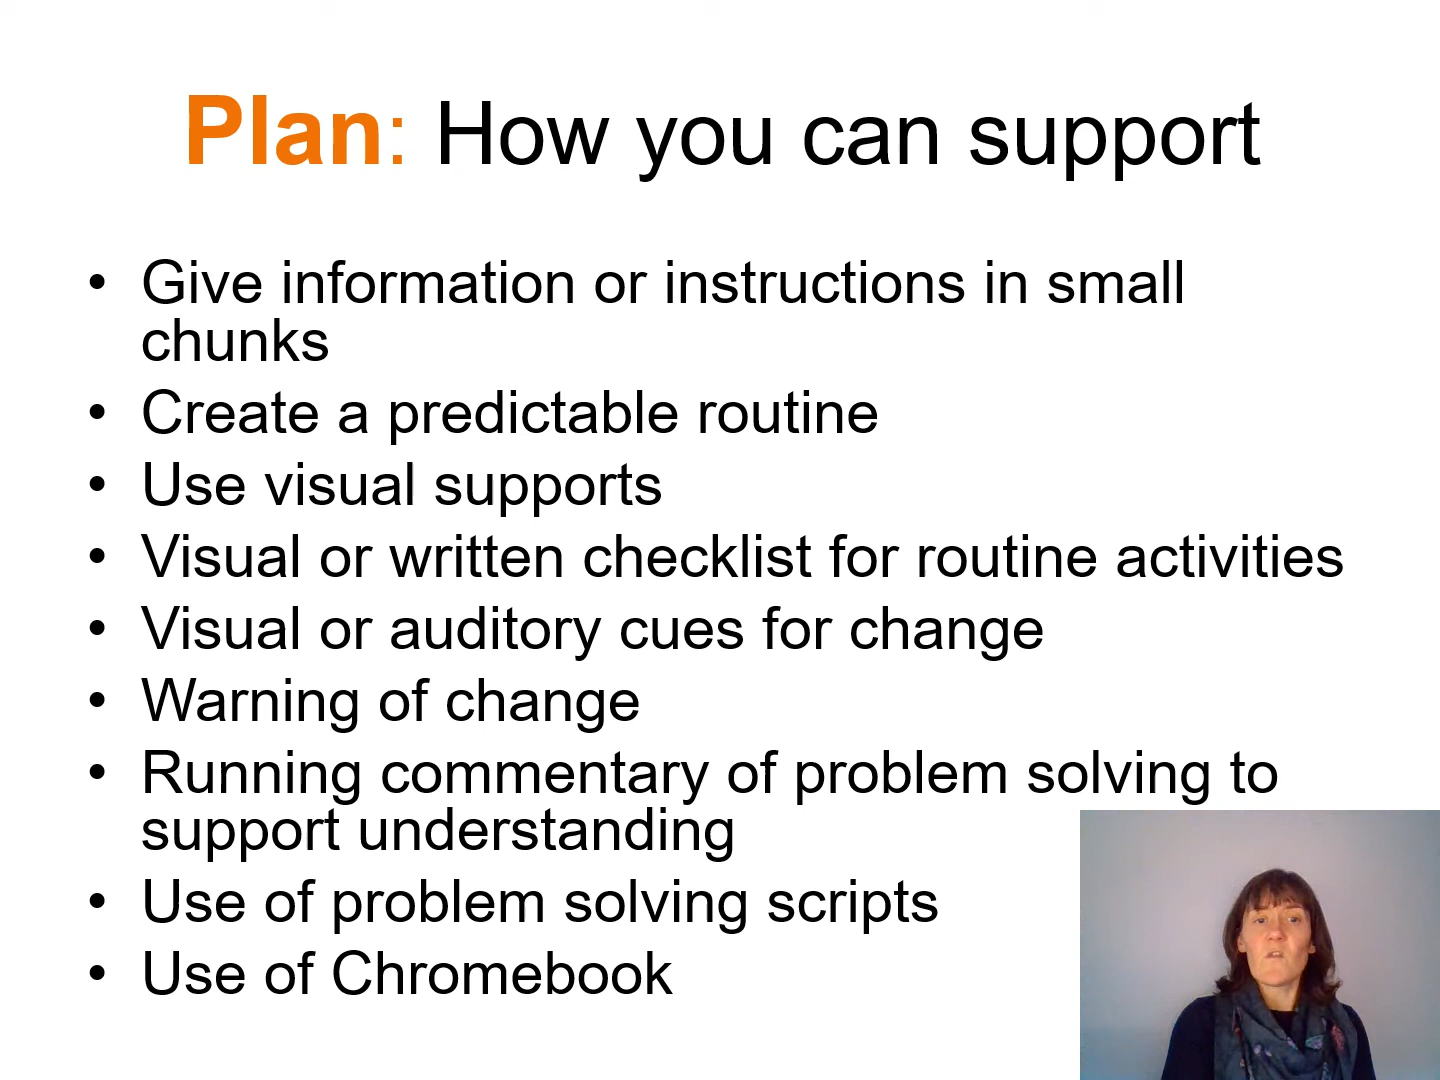 Plan: How you can support
• Give information or instructions in small
chunks
• Create a predictable routine
• Use visual supports
• Visual or written checklist for routine activities
• Visual or auditory cues for change
• Warning of change
• Running commentary of problem solving to
support understanding
• Use of problem solving scripts
• Use of Chromebook